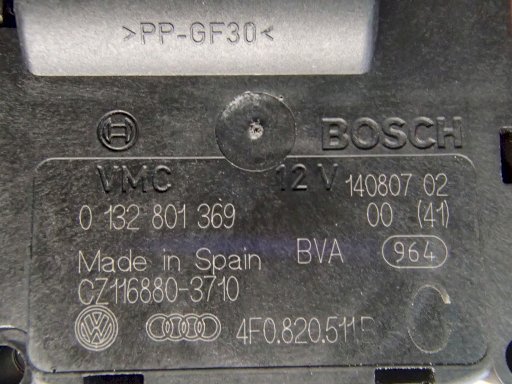 >PP-GF30<
BOSCH
VMC 12 V 140807 02
0 132 801 369 00 (41)
Made in Spain BVA 964
CZ116880-3710
4F0.820.511